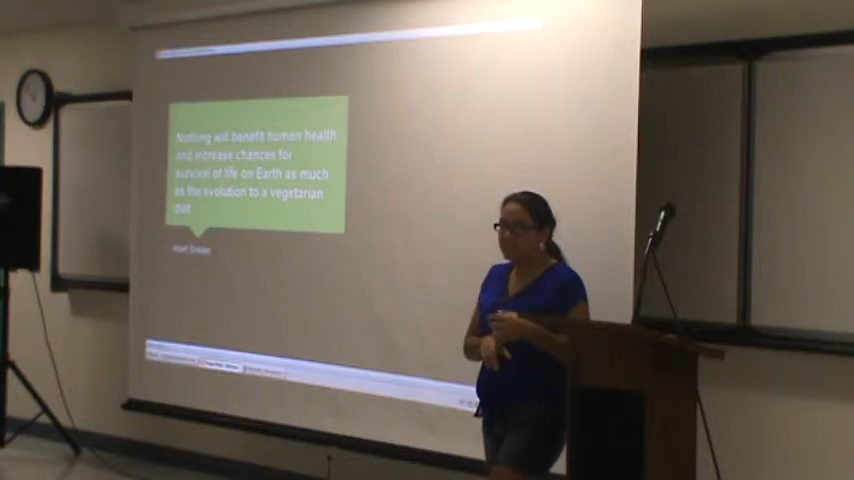 Nothing will benefit human health
and increase chances for
survival of life on Earth as much
as the evolution to a vegetarian
diet
Albert Einstein